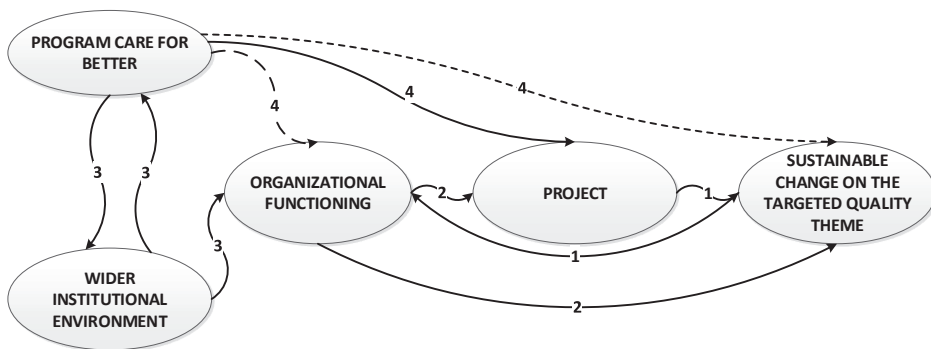 PROGRAM CARE FOR
BETTER
4
4
4
3
3
SUSTAINABLE
CHANGE ON THE
TARGETED QUALITY
THEME
ORGANIZATIONAL
FUNCTIONING
2
PROJECT
1
3
1
WIDER
INSTITUTIONAL
ENVIRONMENT
2